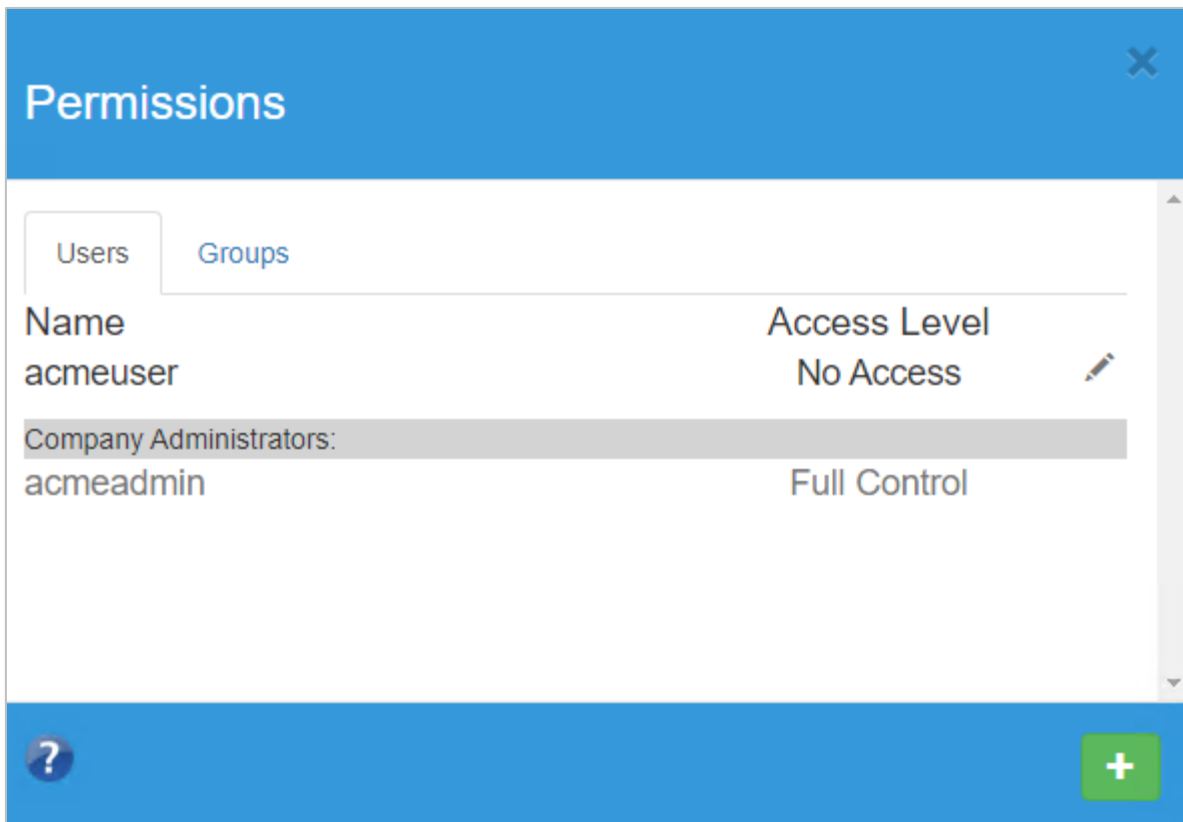 Permissions
Users Groups
Name Access Level
acmeuser No Access
Company Administrators:
acmeadmin Full Control